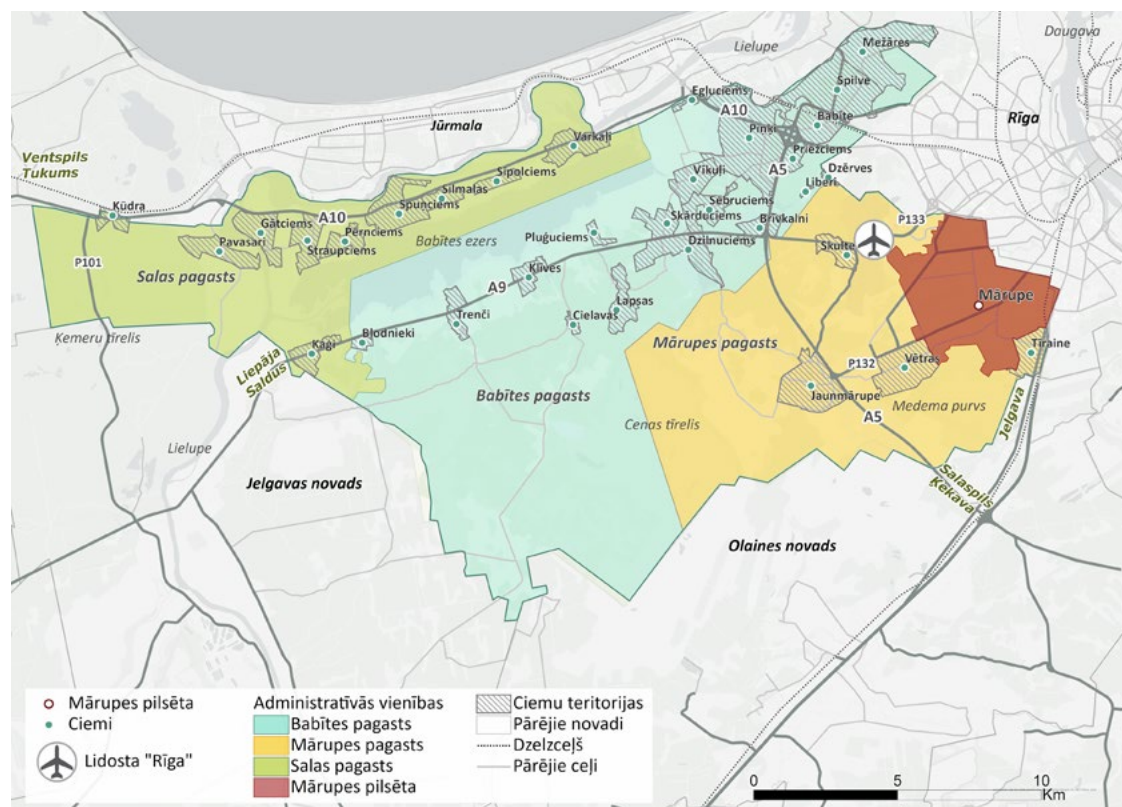 Daugava
Mežāres
Lielupe
Spilve
Egluciems
A10
Babīte
Rīga
Jūrmala
Piņķi
Varkaļi
Priežciems
Ventspils
Tukums
A5
Dzērves
Sipolciems
Vīkuļi
Silmalas
Liberi
Kūdra
Spuņciems
Sēbruciems
Gātciems
A10
Skārduciems
Brīvkalni
P133
Pērnciems
Babītes ezers
Pavasari
Straupciems
Pluģuciems
Dzilnuciems
Skulte
P101
Salas pagasts
Klīves
A9
Mārupe
Lapsas
Trenči
Cielavas
Ķemeru tīrelis
Mārupes pagasts
Blodnieki
Tīraine
Kaģi
P132
Vētras
Liepāja
Saldus
Jaunmārupe
Babītes pagasts
Medema purvs
Jelgava
A5
Cenas tīrelis
Lielupe
Salaspils
Ķekava
Jelgavas novads
Olaines novads
Mārupes pilsēta
Ciemi
Lidosta "Rīga"
Administratīvās vienības
Babītes pagasts
Mārupes pagasts
Salas pagasts
Mārupes pilsēta
Ciemu teritorijas
Pārējie novadi
Dzelzceļš
Pārējie ceļi
0 5 10
Km